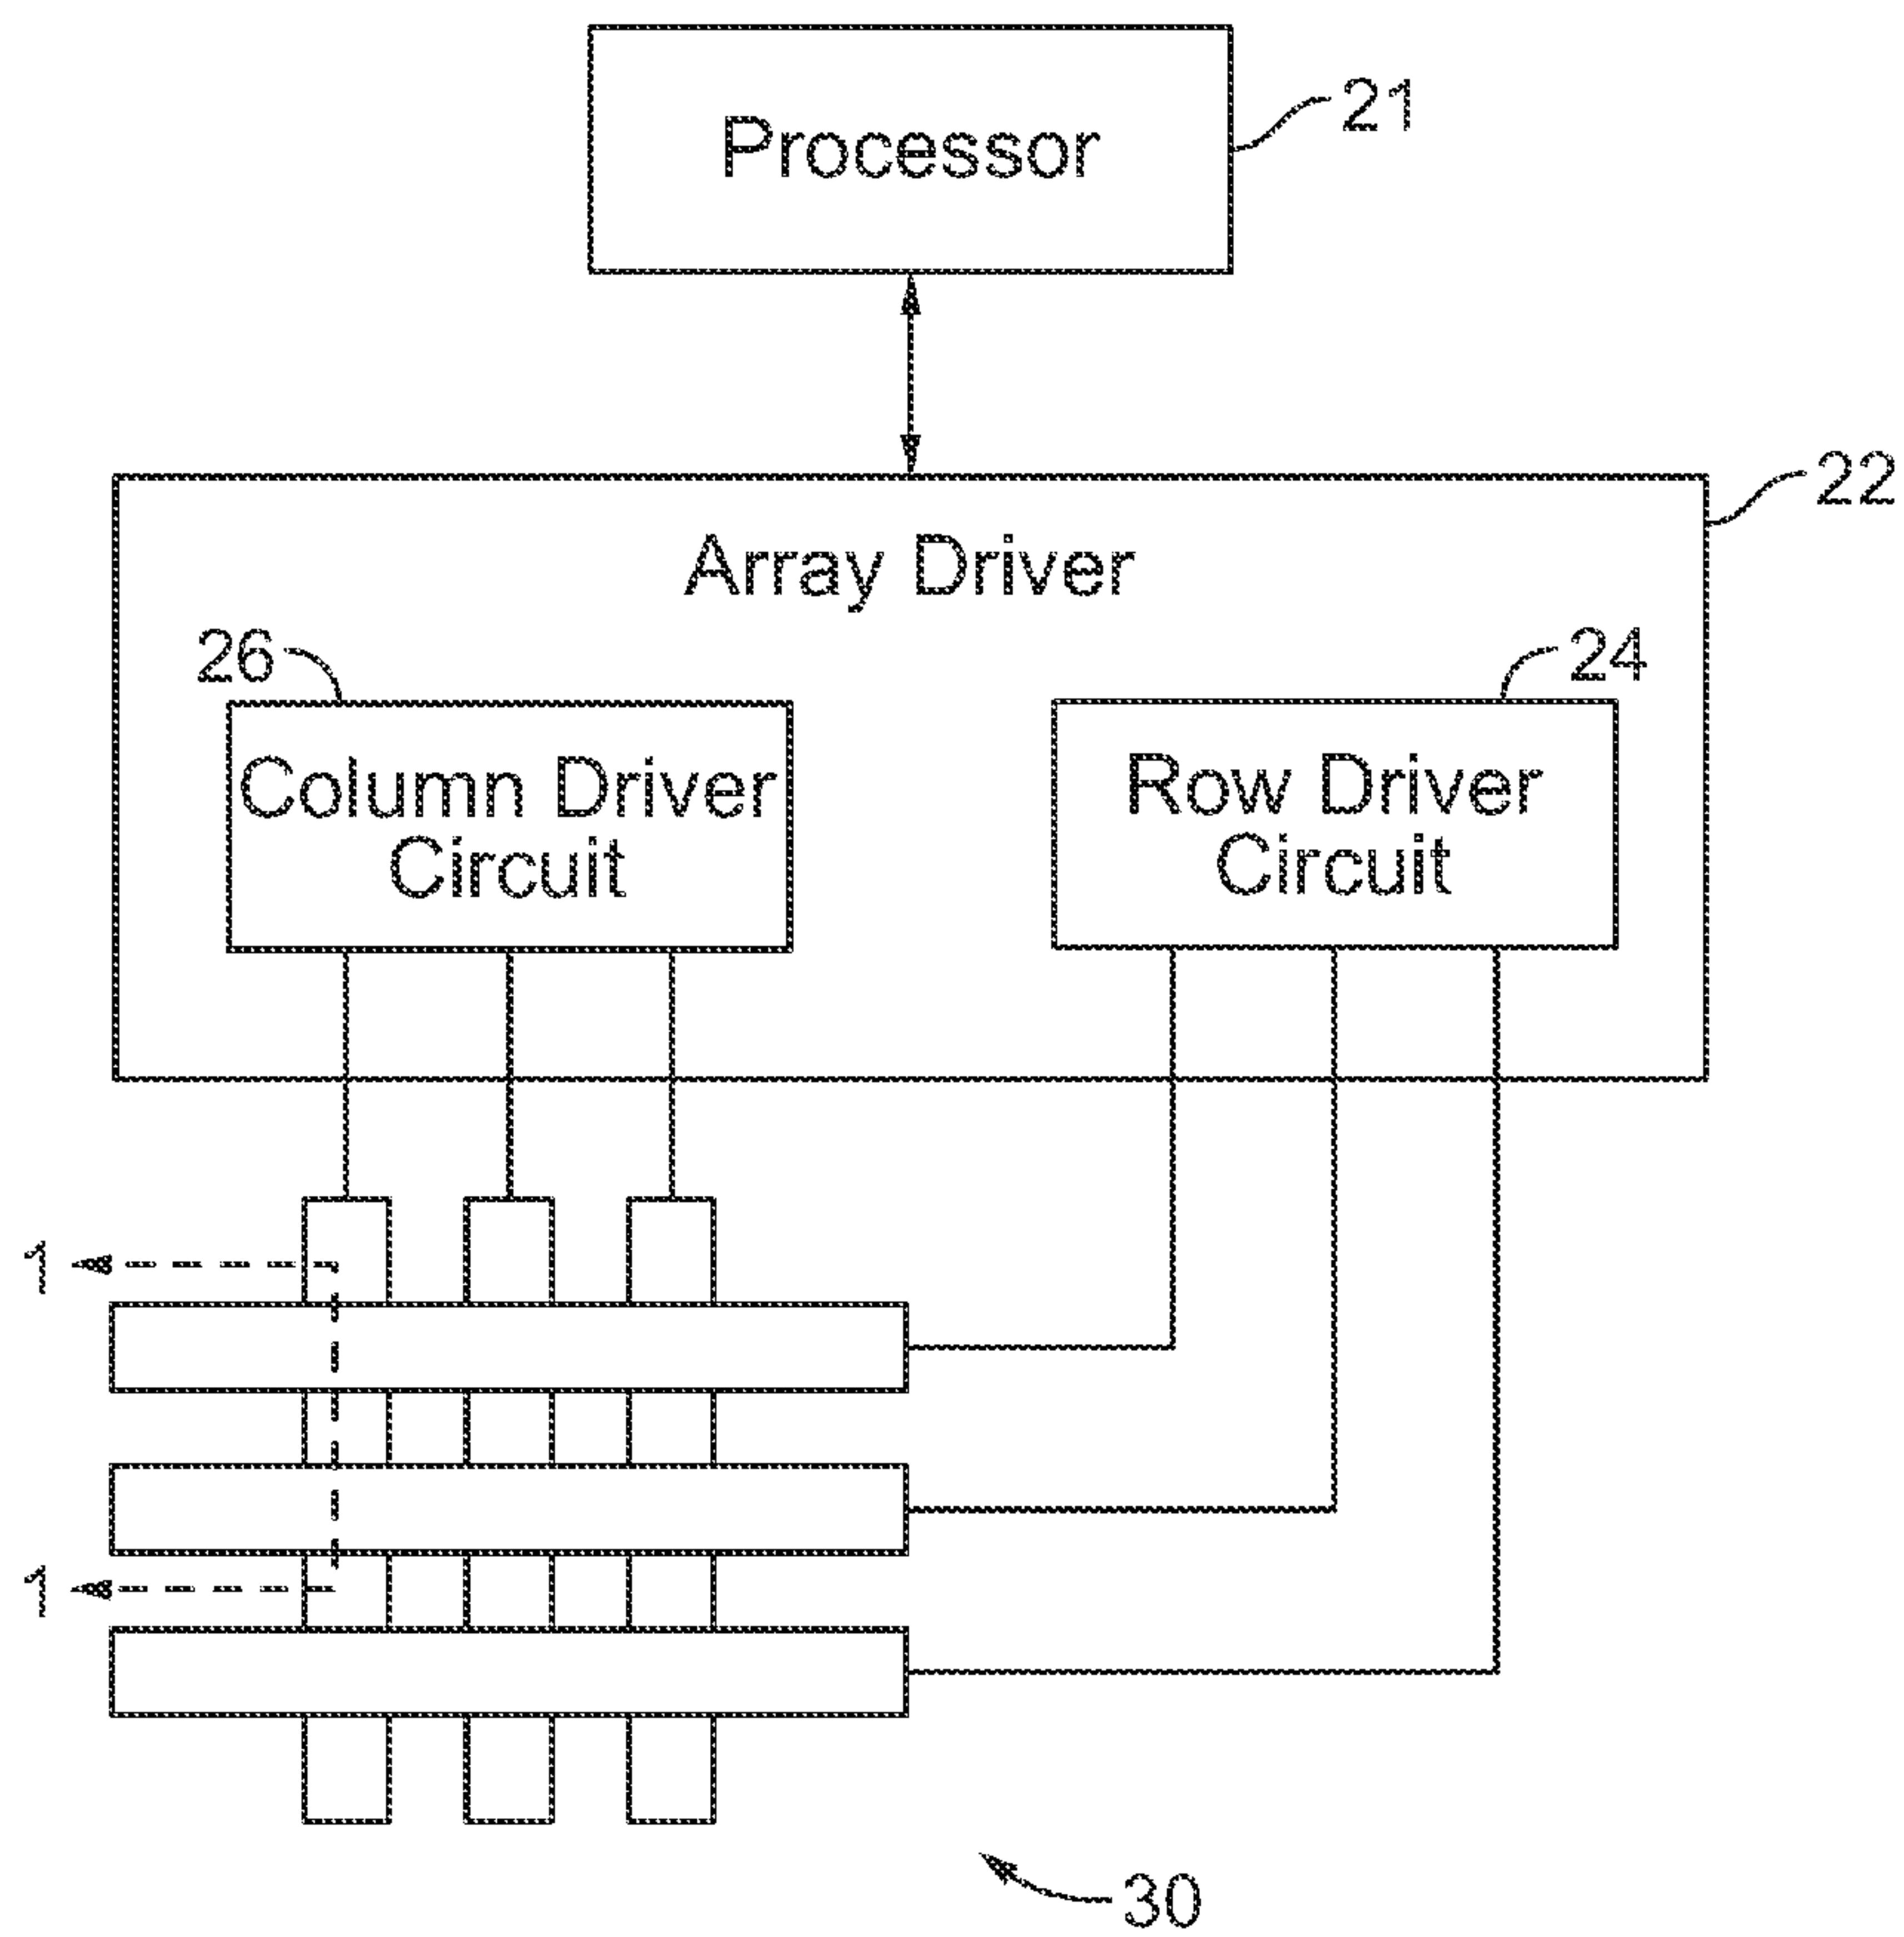 Processor
21
22
Array Driver
26
24
Column Driver
Circuit
Row Driver
Circuit
1
1
30